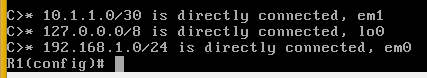 C>* 10.1.1.0/30 is directly connected, em1
C>* 127.0.0.0/8 is directly connected, lo0
C>* 192.168.1.0/24 is directly connected, em0
R1(config)#